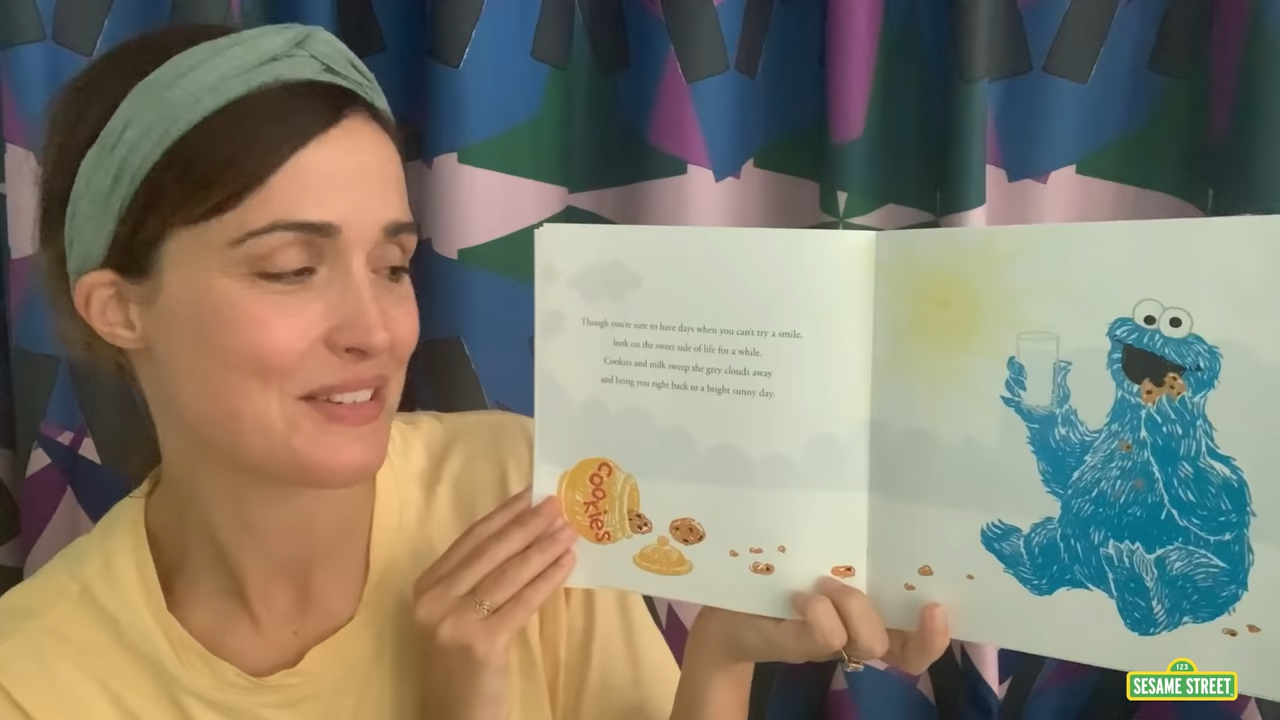 Though you're sure to have days when you can't try a smile,
look on the sweet side of life for a while.
Cookies and milk sweep the grey clouds away
and bring you right back to a bright sunny day.
COOKIES
123
SESAME STREET